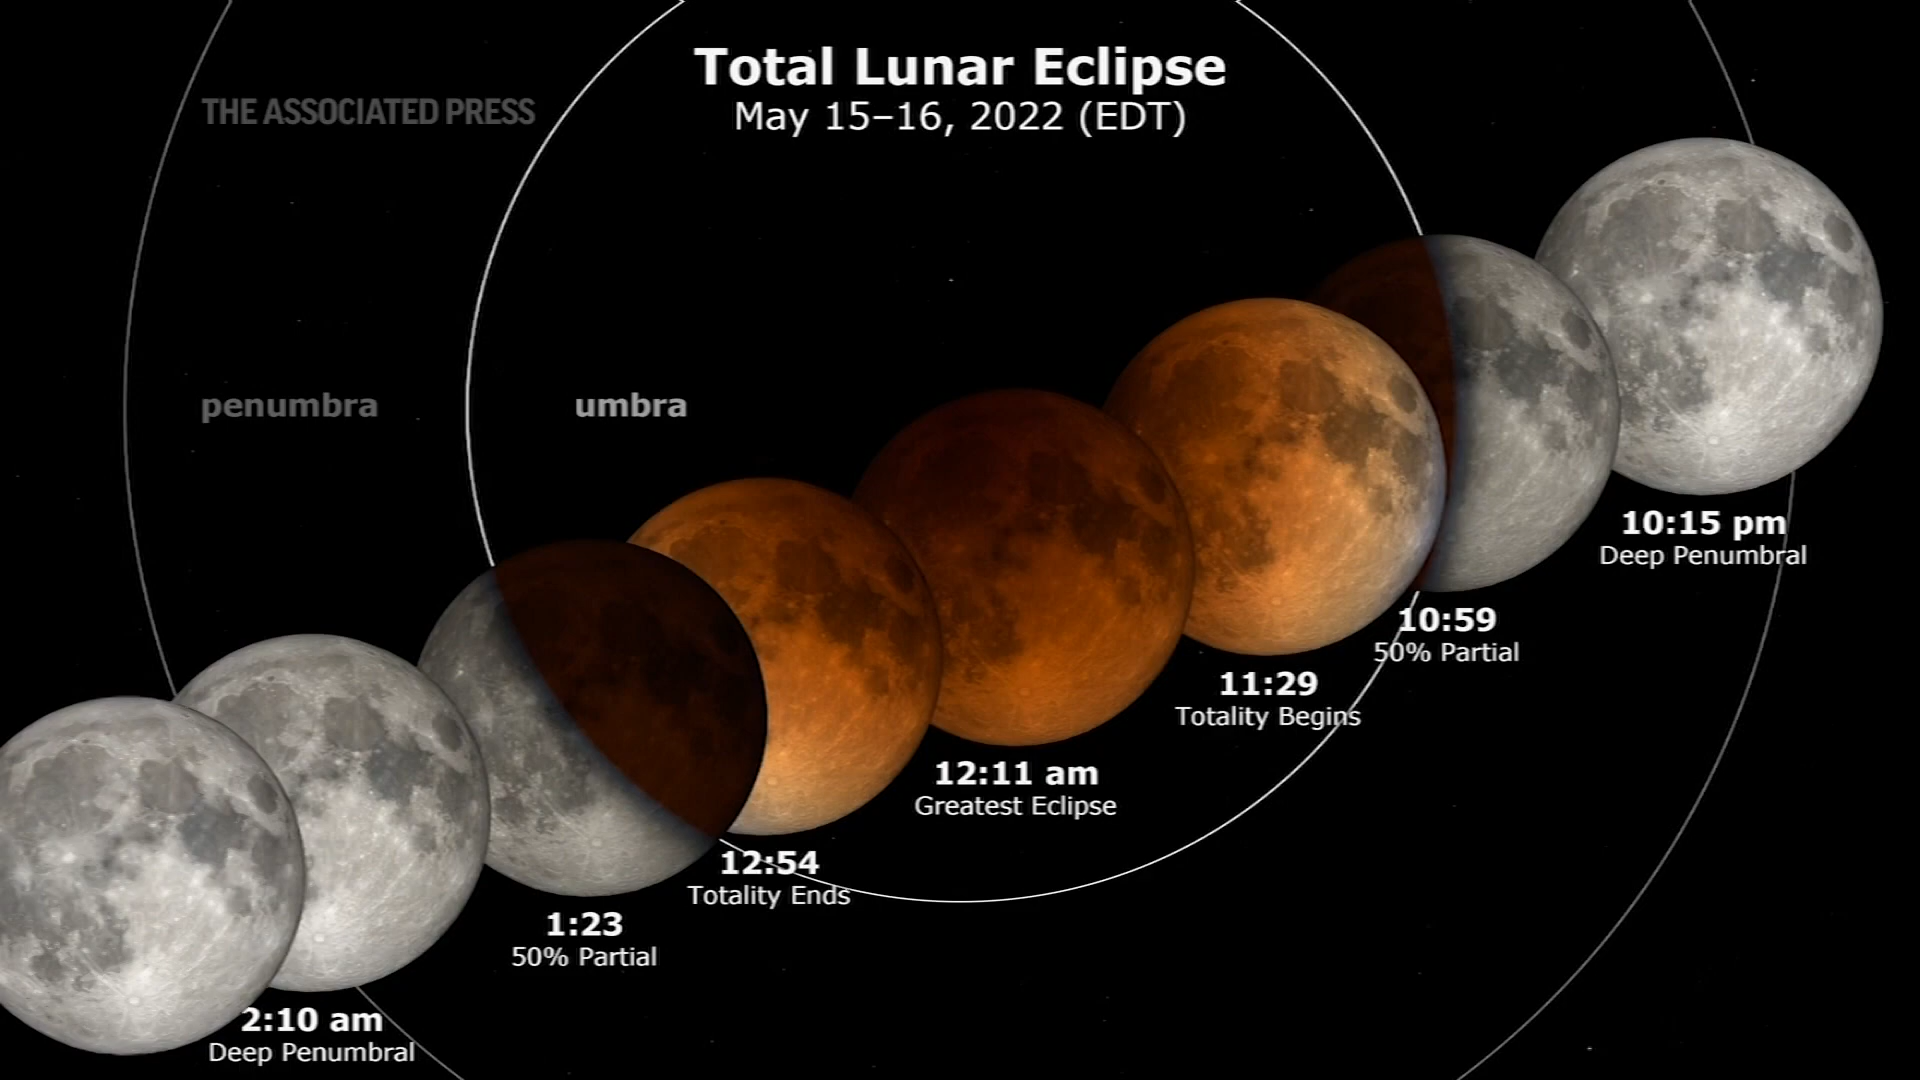 Total Lunar Eclipse
May 15–16, 2022 (EDT)
THE ASSOCIATED PRESS
penumbra
umbra
10:15 pm
Deep Penumbral
10:59
50% Partial
11:29
Totality Begins
12:11 am
Greatest Eclipse
12:54
Totality Ends
1:23
50% Partial
2:10 am
Deep Penumbral